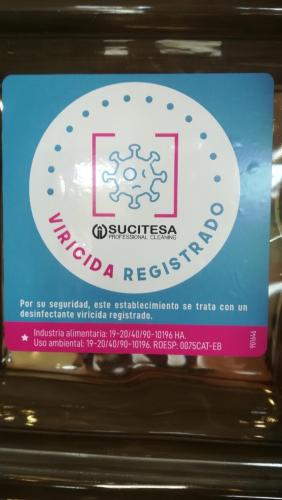 SUCITESA
PROFESSIONAL CLEANING
VIRICIDA REGISTRADO
Por su seguridad, este establecimiento se trata con un
desinfectante viricida registrado.
Industria alimentaria: 19-20/40/90-10196 HA.
Uso ambiental: 19-20/40/90-10196. ROESP: 0075CAT-EB